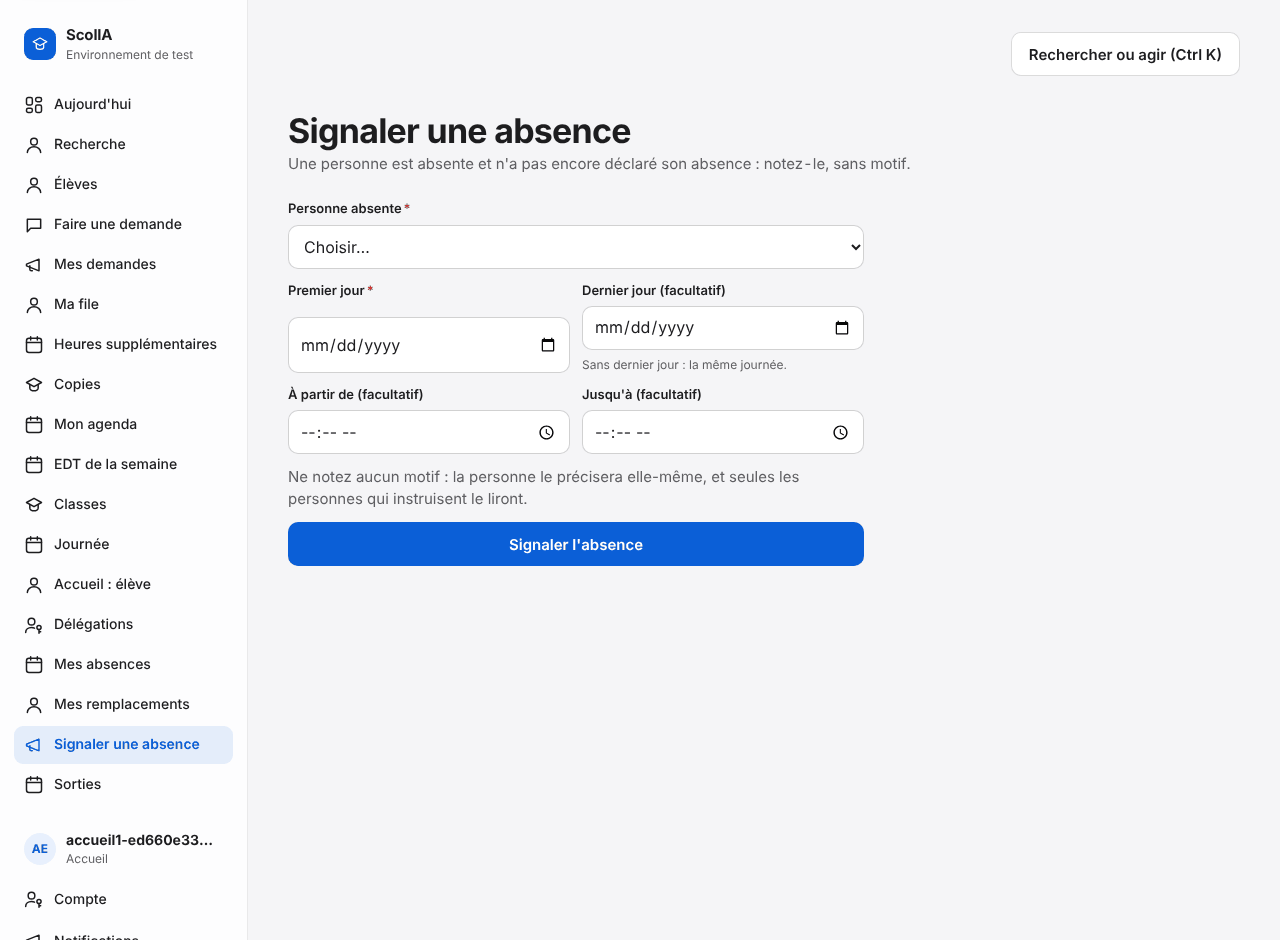 ScolIA
Environnement de test
Aujourd'hui
Recherche
Élèves
Faire une demande
Mes demandes
Ma file
Heures supplémentaires
Copies
Mon agenda
EDT de la semaine
Classes
Journée
Accueil : élève
Délégations
Mes absences
Mes remplacements
Signaler une absence
Sorties
AE
accueil1-ed660e33...
Accueil
Compte
Notifications
Rechercher ou agir (Ctrl K)
Signaler une absence
Une personne est absente et n'a pas encore déclaré son absence : notez-le, sans motif.
Personne absente *
Choisir...
Premier jour *
mm/dd/yyyy
Dernier jour (facultatif)
mm/dd/yyyy
Sans dernier jour : la même journée.
À partir de (facultatif)
--:-- --
Jusqu'à (facultatif)
--:-- --
Ne notez aucun motif : la personne le précisera elle-même, et seules les
personnes qui instruisent le liront.
Signaler l'absence